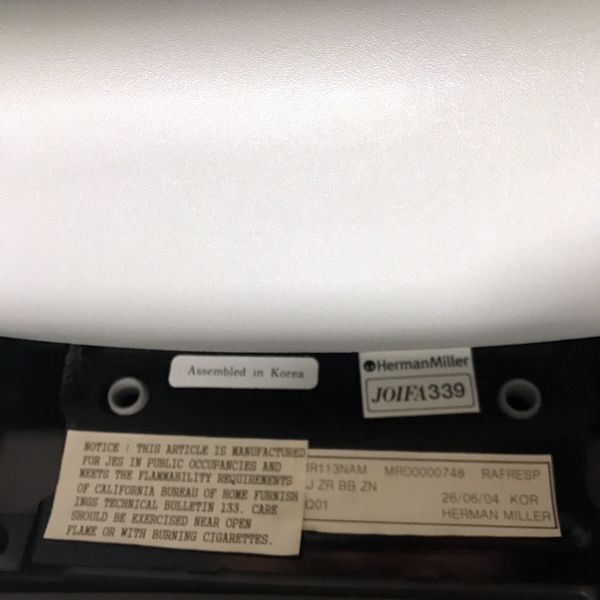 Assembled in Korea
HermanMiller
JOIFA339
NOTICE : THIS ARTICLE IS MANUFACTURED
FOR JES IN PUBLIC OCCUPANCIES AND
MEETS THE FLAMMABILITY REQUIREMENTS
OF CALIFORNIA BUREAU OF HOME FURNISH
INGS TECHNICAL BULLETIN 133. CARE
SHOULD BE EXERCISED NEAR OPEN
FLAME OR WITH BURNING CIGARETTES.
IR113NAM MRD0000748 RAFRESP
J ZR BB ZN
Q01 26/06/04 KOR
HERMAN MILLER